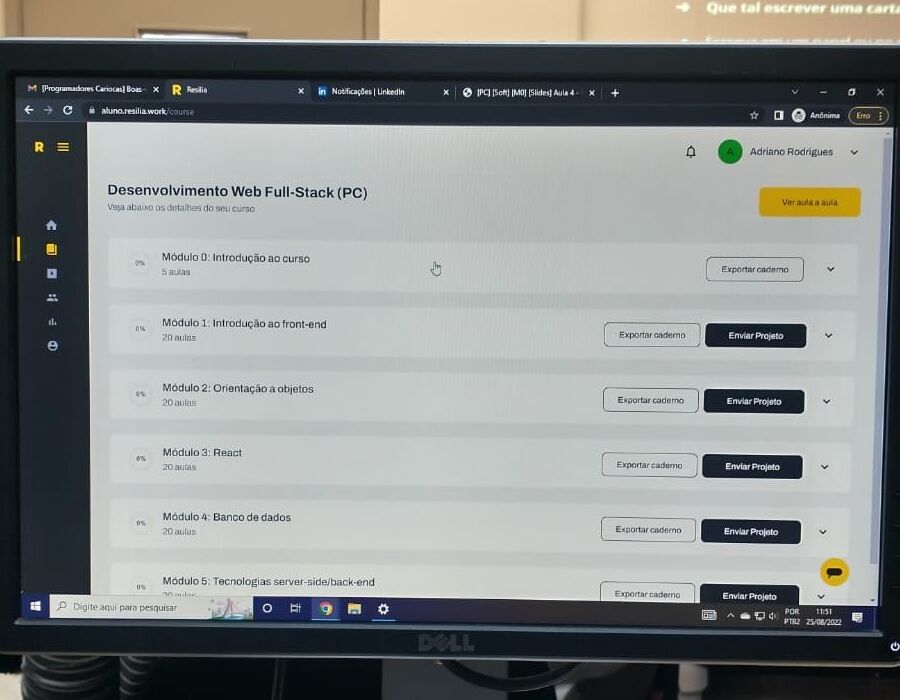 ➔ Que tal escrever uma carta
[Programadores Cariocas] Boas-
Resilia
Notificações | LinkedIn
[PC] [Soft] [M0] [Slides] Aula 4 -
aluno.resilia.work/course
Anônima
Erro
R
A
Adriano Rodrigues
Desenvolvimento Web Full-Stack (PC)
Veja abaixo os detalhes do seu curso
Ver aula a aula
0%
Módulo 0: Introdução ao curso
5 aulas
Exportar caderno
0%
Módulo 1: Introdução ao front-end
20 aulas
Exportar caderno
Enviar Projeto
0%
Módulo 2: Orientação a objetos
20 aulas
Exportar caderno
Enviar Projeto
0%
Módulo 3: React
20 aulas
Exportar caderno
Enviar Projeto
0%
Módulo 4: Banco de dados
20 aulas
Exportar caderno
Enviar Projeto
0%
Módulo 5: Tecnologias server-side/back-end
20 aulas
Exportar caderno
Enviar Projeto
Digite aqui para pesquisar
POR
PTB2
11:51
25/08/2022
DELL